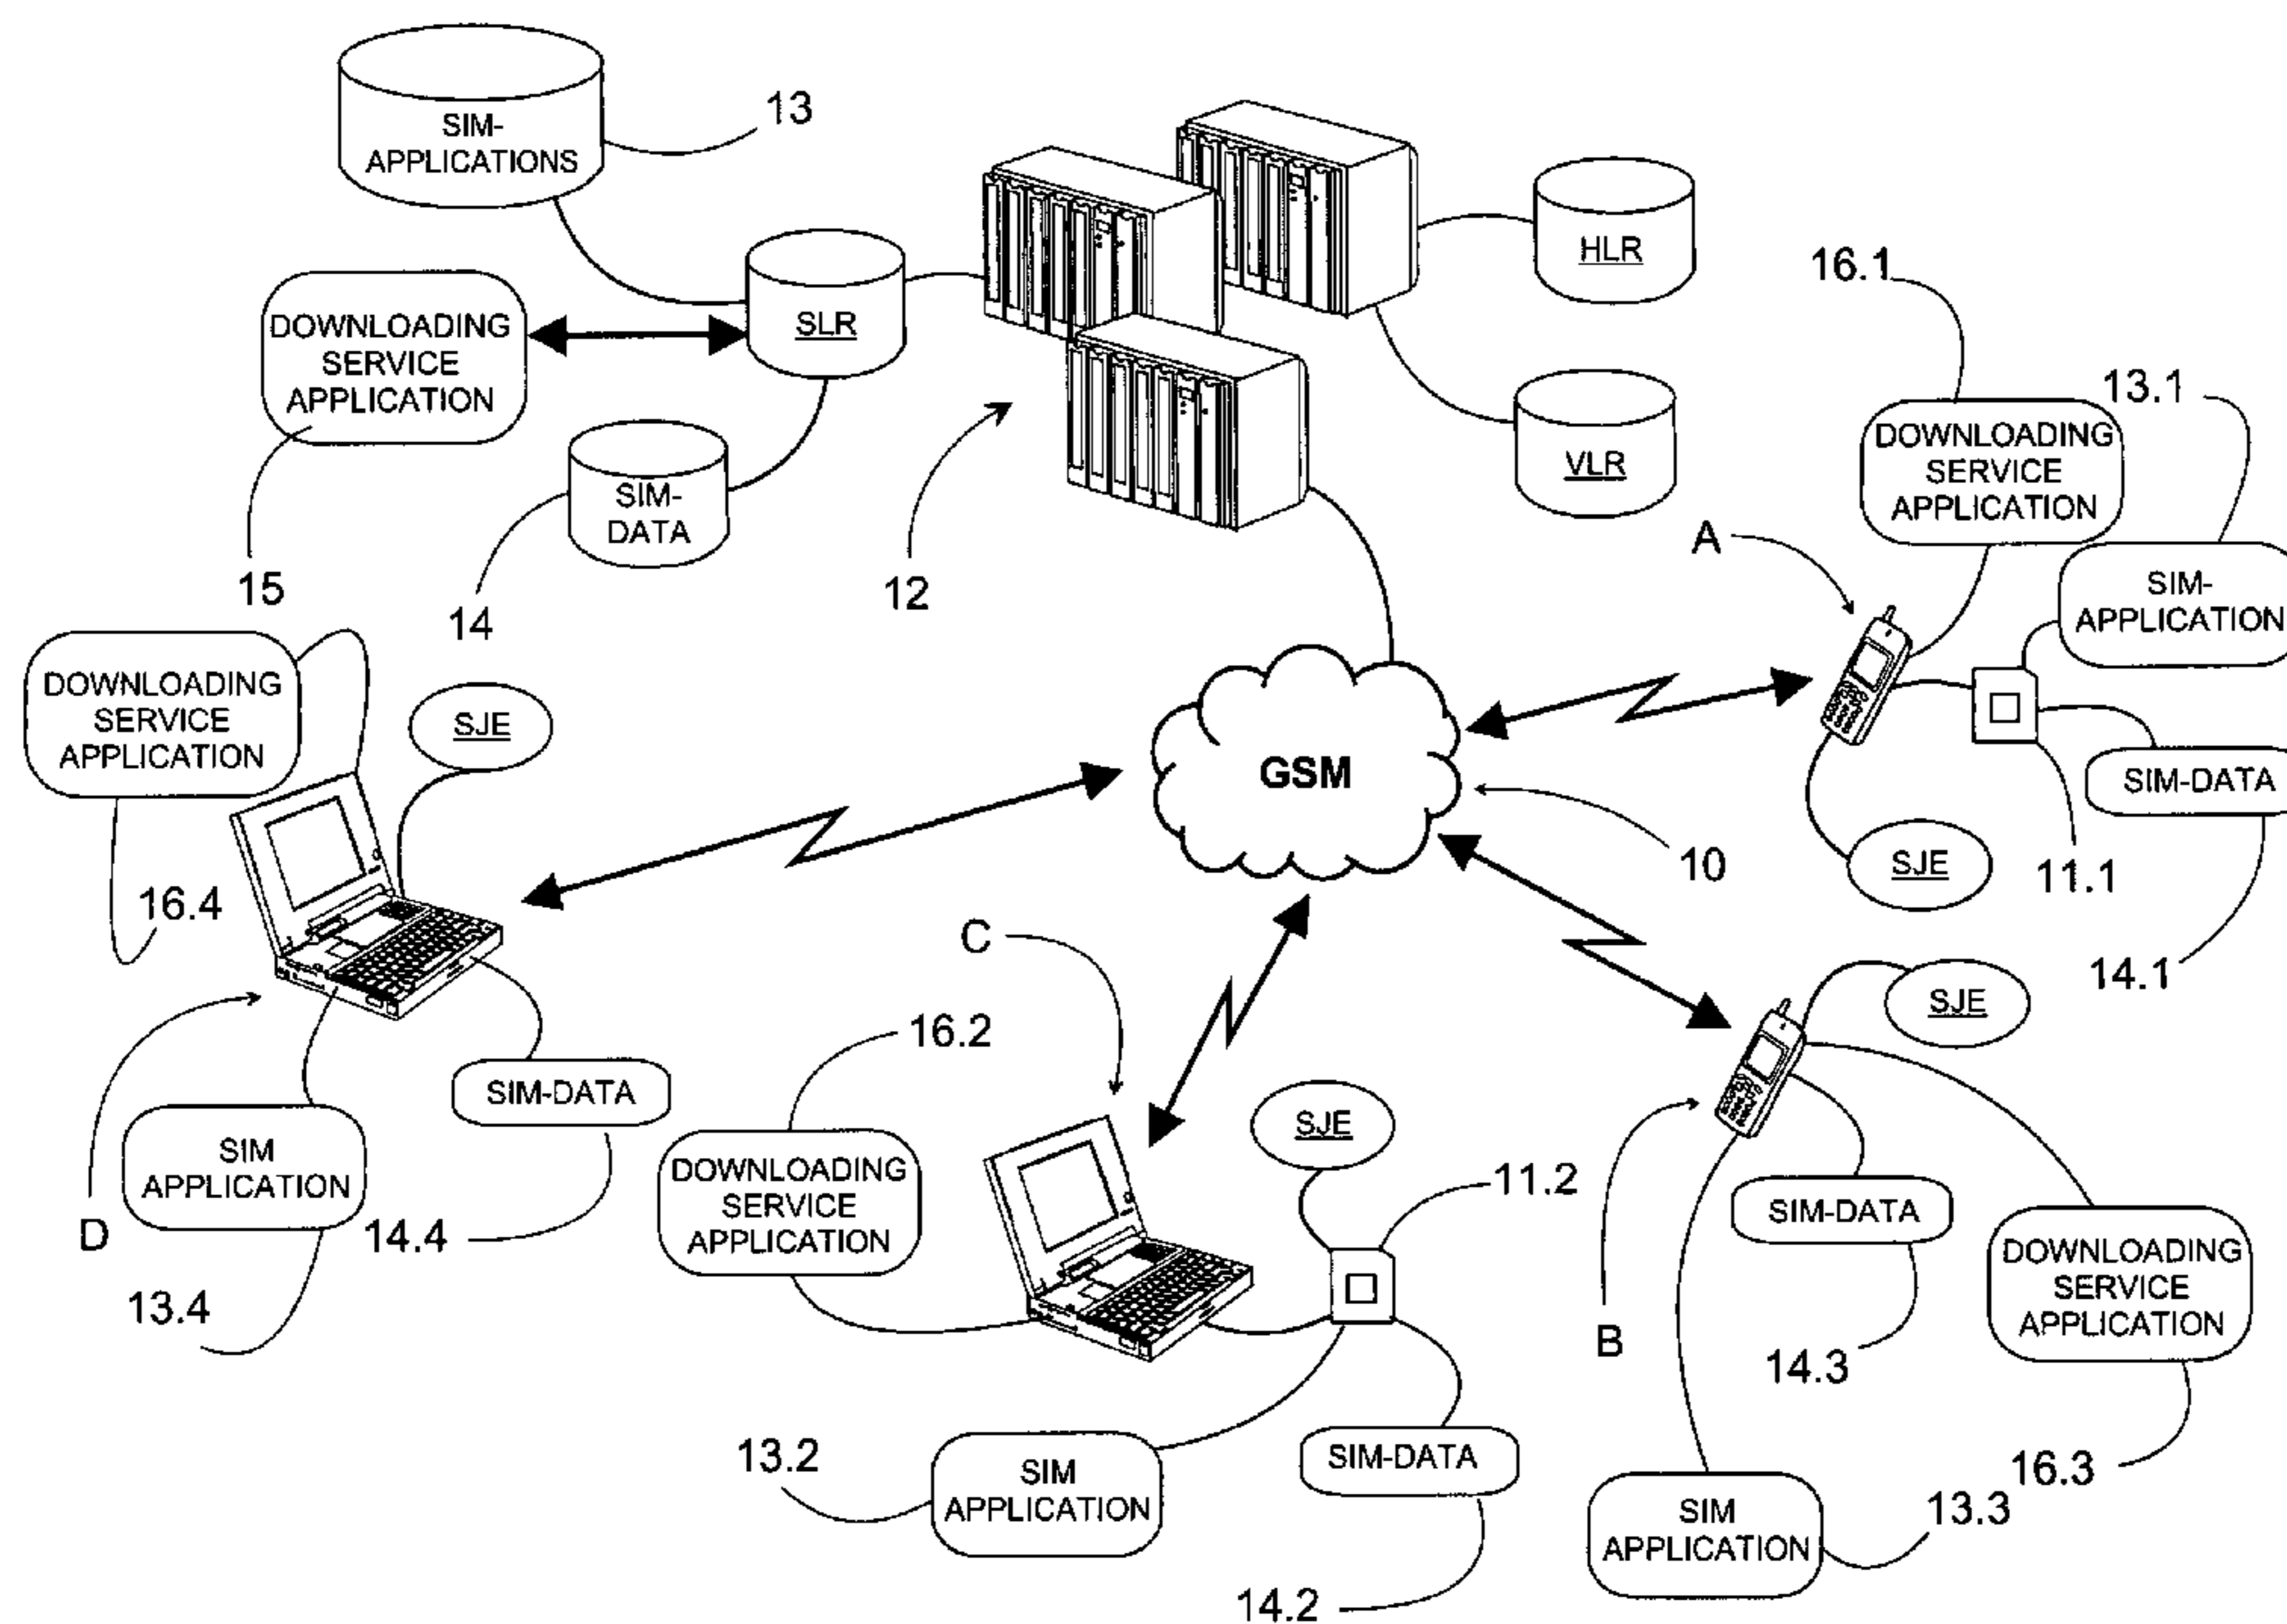 SIM-
APPLICATIONS
13
HLR
SLR
DOWNLOADING
SERVICE
APPLICATION
15
SIM-
DATA
14
12
VLR
16.1
DOWNLOADING
SERVICE
APPLICATION
13.1
SIM-
APPLICATION
A
SIM-DATA
11.1
14.1
SJE
GSM
10
DOWNLOADING
SERVICE
APPLICATION
SJE
16.4
D
SIM-DATA
14.4
SIM
APPLICATION
13.4
C
16.2
DOWNLOADING
SERVICE
APPLICATION
SJE
11.2
13.2
SIM
APPLICATION
SIM-DATA
14.2
SJE
B
SIM-DATA
14.3
DOWNLOADING
SERVICE
APPLICATION
16.3
SIM
APPLICATION
13.3